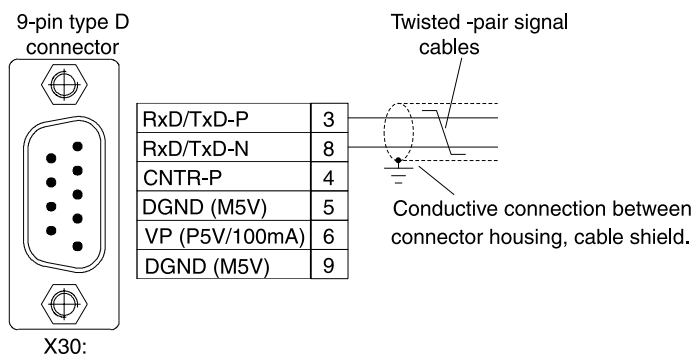 9-pin type D
connector
Twisted -pair signal
cables
RxD/TxD-P 3
RxD/TxD-N 8
CNTR-P 4
DGND (M5V) 5
VP (P5V/100mA) 6
DGND (M5V) 9
Conductive connection between
connector housing, cable shield.
X30: